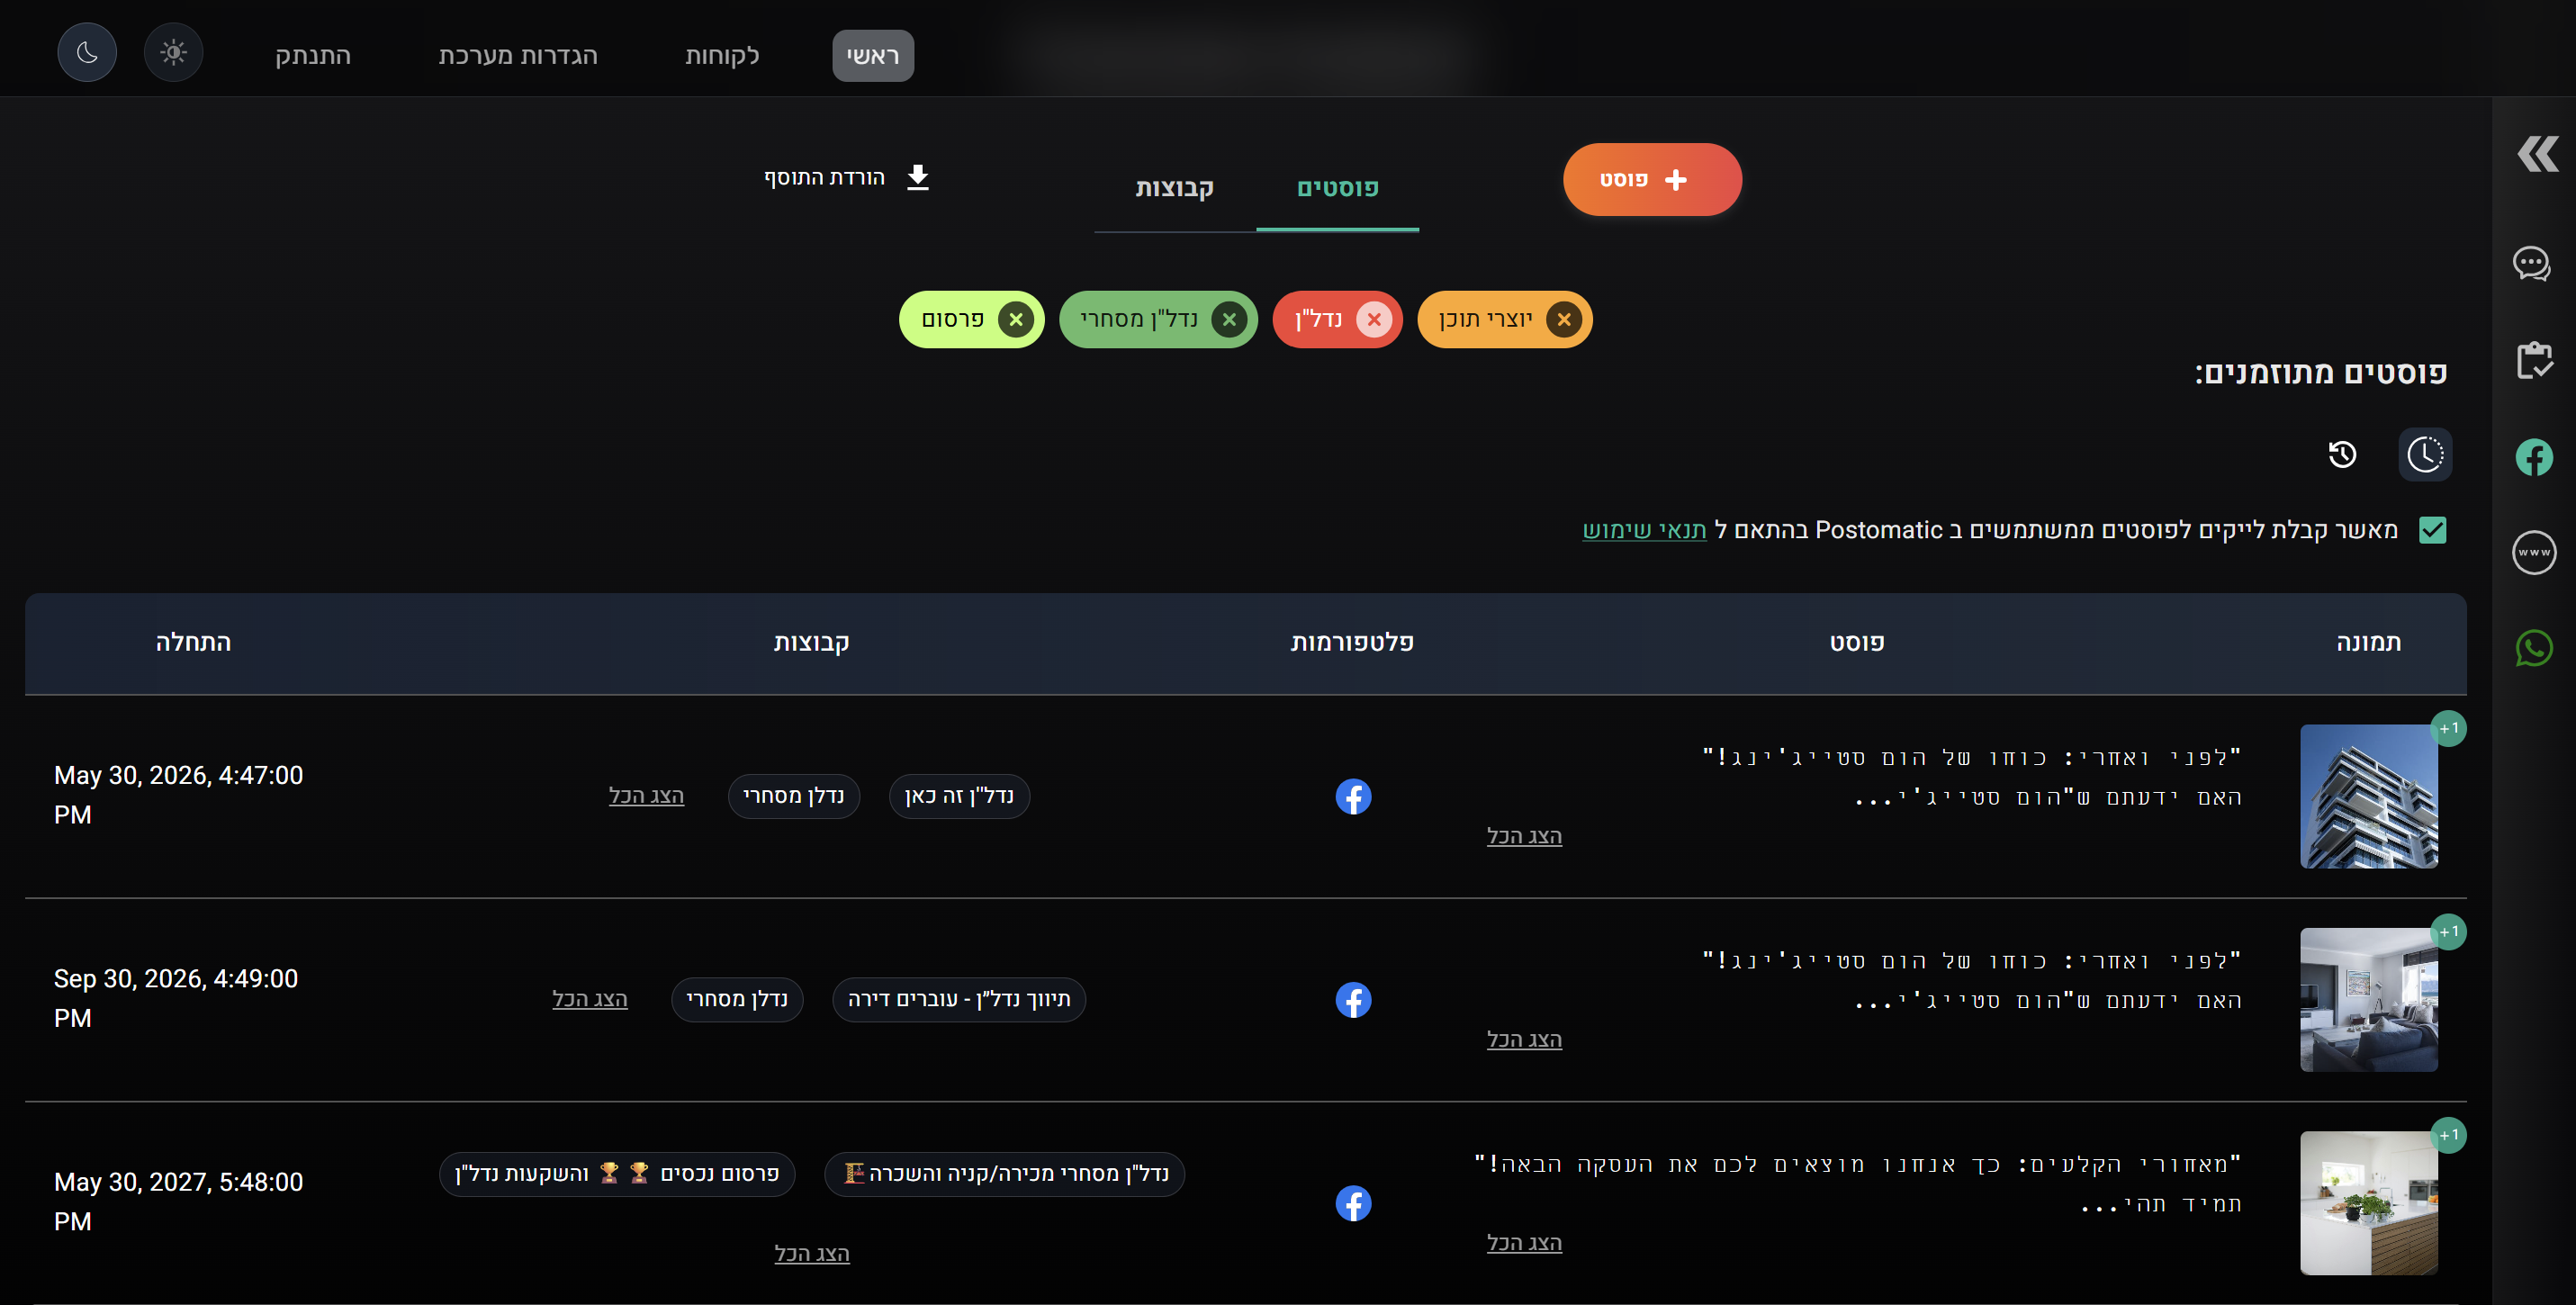 ראשי
לקוחות
הגדרות מערכת
התנתק
פוסט
פוסטים
קבוצות
הורדת התוסף
יוצרי תוכן
נדל"ן
נדל"ן מסחרי
פרסום
פוסטים מתוזמנים:
מאשר קבלת לייקים לפוסטים ממשתמשים ב Postomatic בהתאם ל תנאי שימוש
www
תמונה
פוסט
פלטפורמות
קבוצות
התחלה
+1
"לפני ואחרי: כוחו של הום סטייג'ינג!"
האם ידעתם ש"הום סטייג'י...
הצג הכל
נדל"ן זה כאן
נדלן מסחרי
הצג הכל
May 30, 2026, 4:47:00
PM
+1
"לפני ואחרי: כוחו של הום סטייג'ינג!"
האם ידעתם ש"הום סטייג'י...
הצג הכל
תיווך נדל"ן - עוברים דירה
נדלן מסחרי
הצג הכל
Sep 30, 2026, 4:49:00
PM
+1
"מאחורי הקלעים: כך אנחנו מוצאים לכם את העסקה הבאה!"
תמיד תהי...
הצג הכל
נדל"ן מסחרי מכירה/קניה והשכרה🏗️
פרסום נכסים 🏆 🏆 והשקעות נדל"ן
הצג הכל
May 30, 2027, 5:48:00
PM